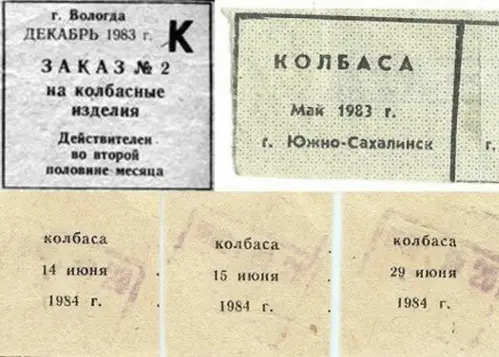 г. Вологда
ДЕКАБРЬ 1983 г.
К
ЗАКАЗ № 2
на колбасные
изделия
Действителен
во второй
половине месяца
КОЛБАСА
Май 1983 г.
г. Южно-Сахалинск
г.
колбаса
14 июня
1984 г.
колбаса
15 июня
1984 г.
колбаса
29 июня
1984 г.